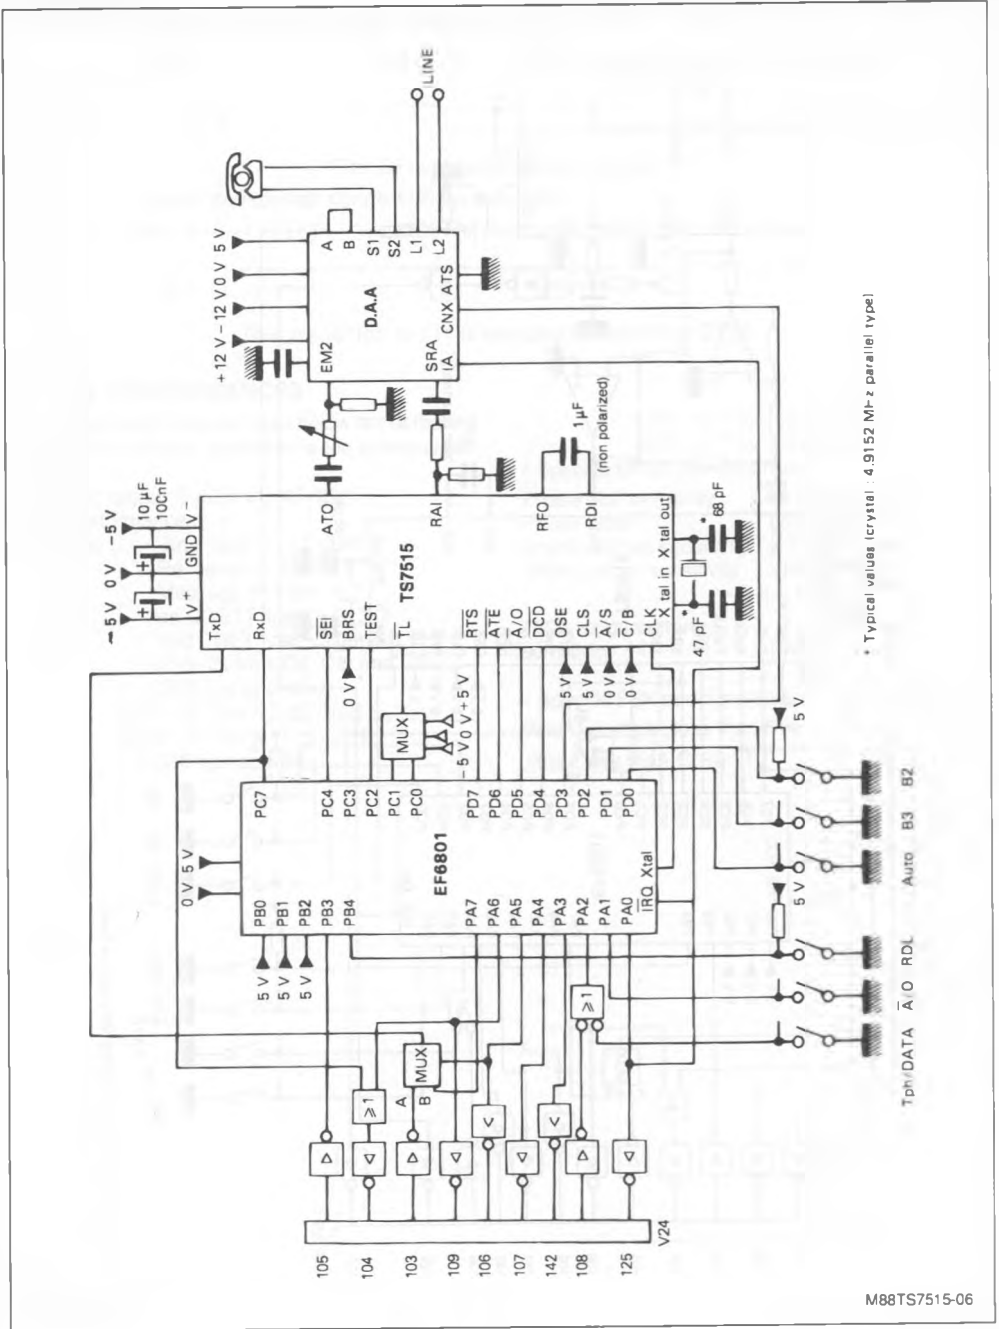 LINE
+12 V
-12 V
0 V
5 V
A
B
S1
S2
L1
L2
D.A.A
EM2
SRA
IA
CNX
ATS
-5 V
0 V
5 V
10 µF
10CnF
V+
GND
V-
TxD
RxD
ATO
RAI
RFO
RDI
1 µF
(non polarized)
TS7515
SEI
BRS
TEST
TL
0 V
RTS
ATE
A/O
DCD
OSE
CLS
A/S
C/B
CLK
5 V
5 V
0 V
0 V
X tal in
X tal out
47 pF
*
68 pF
*
MUX
-5 V 0 V +5 V
0 V 5 V
PC7
PC4
PC3
PC2
PC1
PC0
PD7
PD6
PD5
PD4
PD3
PD2
PD1
PD0
EF6801
PB0
PB1
PB2
PB3
PB4
5 V
5 V
5 V
PA7
PA6
PA5
PA4
PA3
PA2
PA1
PA0
IRQ
Xtal
≥1
≥1
MUX
A
B
105
104
103
109
106
107
142
108
125
V24
5 V
5 V
Tph/DATA
A/O
RDL
Auto
B3
B2
* Typical values (crystal : 4.9152 MHz parallel type)
M88TS7515-06